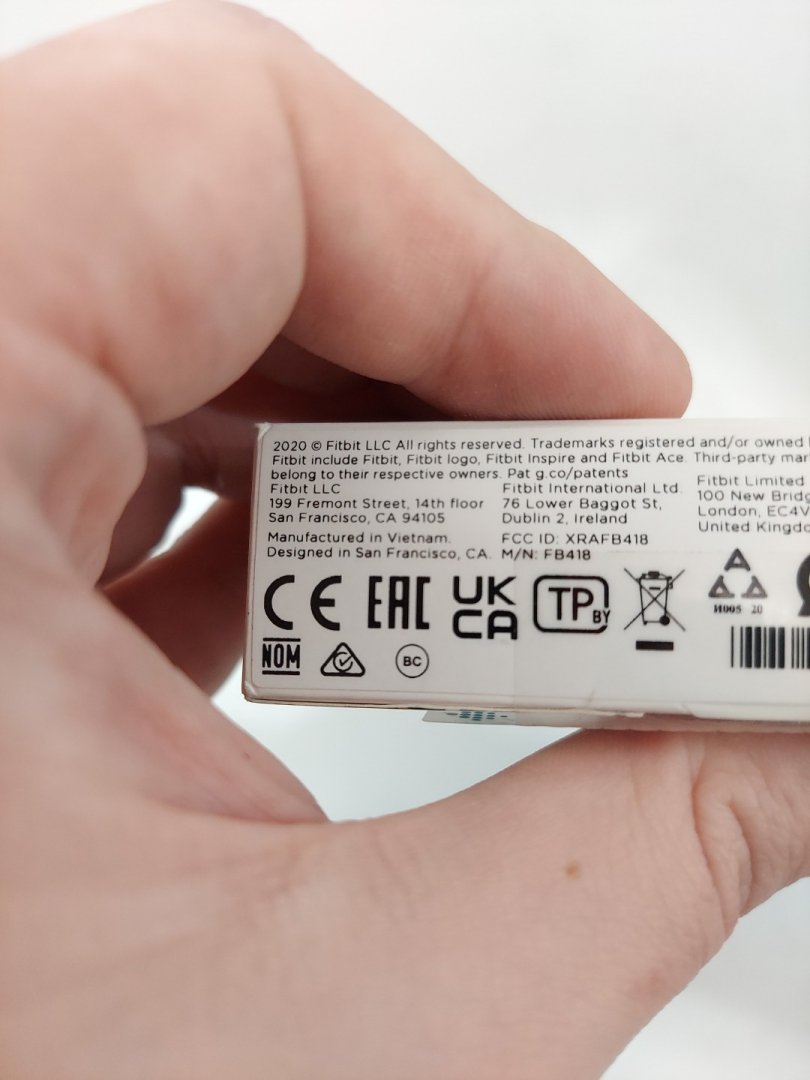 2020 © Fitbit LLC All rights reserved. Trademarks registered and/or owned
Fitbit include Fitbit, Fitbit logo, Fitbit Inspire and Fitbit Ace. Third-party
belong to their respective owners. Pat g.co/patents
Fitbit LLC
199 Fremont Street, 14th floor
San Francisco, CA 94105
Fitbit International Ltd.
76 Lower Baggot St,
Dublin 2, Ireland
Fitbit Limited
100 New
London,
United
Manufactured in Vietnam.
Designed in San Francisco, CA.
FCC ID: XRAFB418
M/N: FB418
CE EAC UK CA TP BY
NOM BC
20